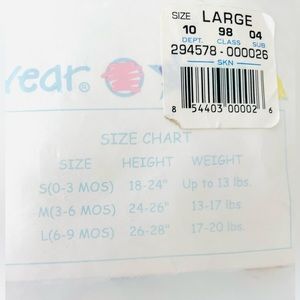 SIZE LARGE
10 98 04
DEPT. CLASS SUB
294578-000026
SKN
8 54403 00002 6
wear®
SIZE CHART
SIZE HEIGHT WEIGHT
S(0-3 MOS) 18-24" Up to 13 lbs.
M(3-6 MOS) 24-26" 13-17 lbs
L(6-9 MOS) 26-28" 17-20 lbs.